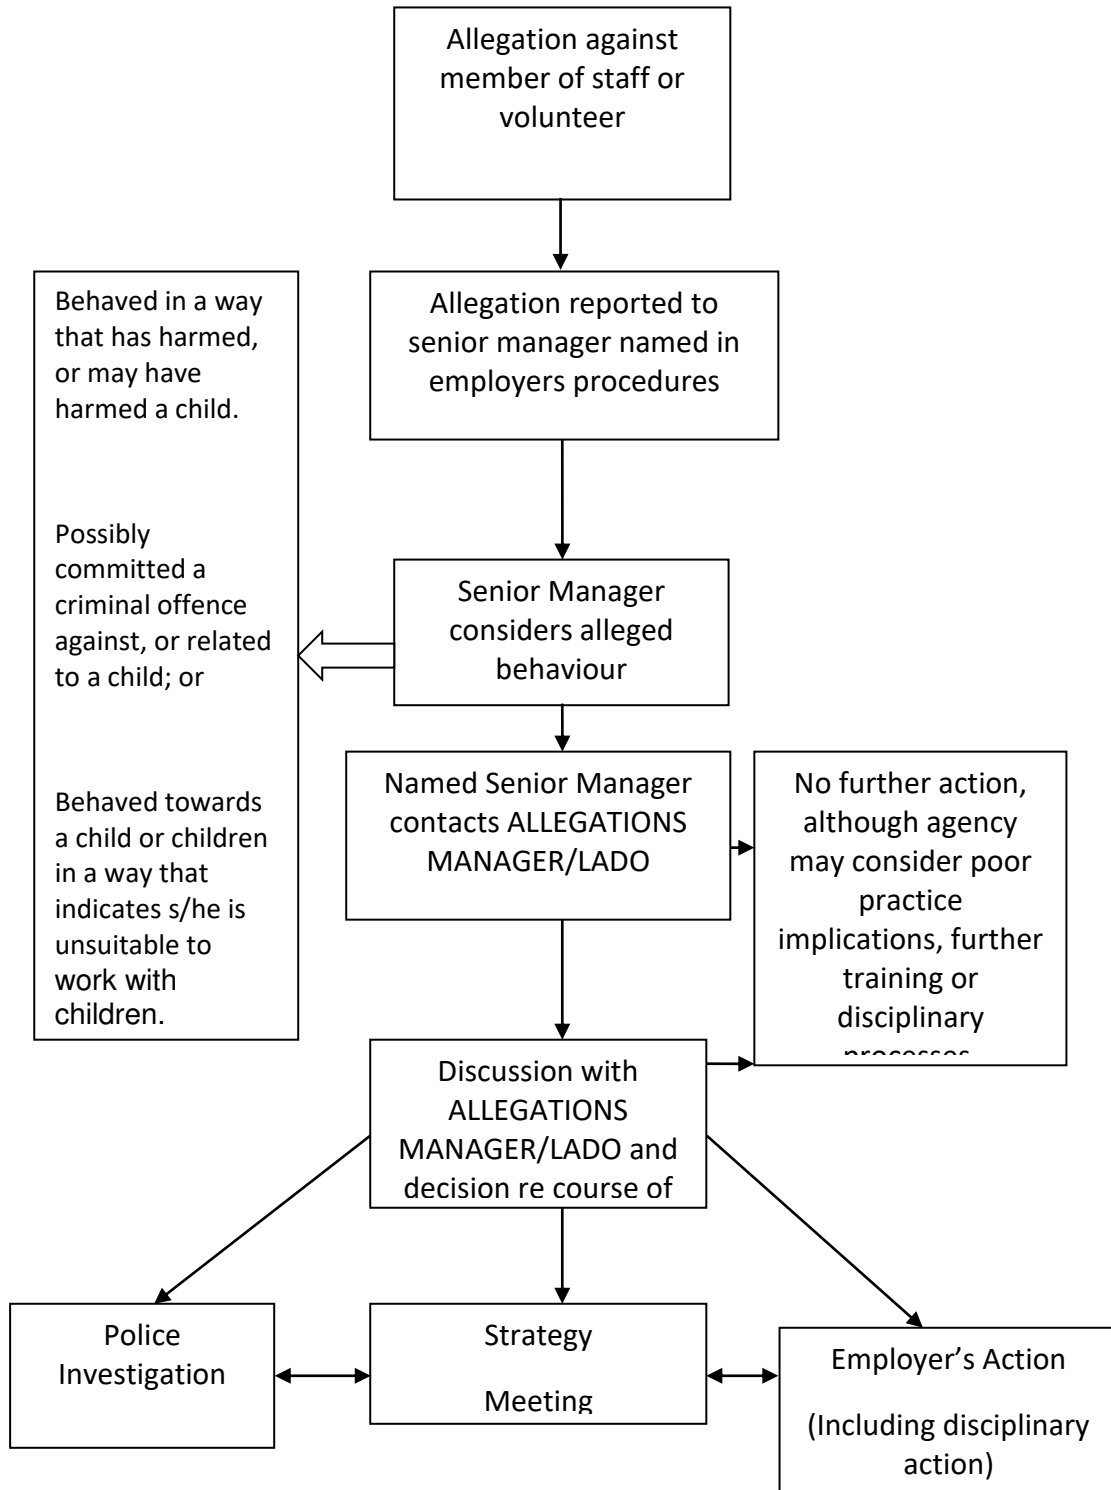 Allegation against
member of staff or
volunteer
Allegation reported to
senior manager named in
employers procedures
Behaved in a way
that has harmed,
or may have
harmed a child.
Possibly
committed a
criminal offence
against, or related
to a child; or
Behaved towards
a child or children
in a way that
indicates s/he is
unsuitable to
work with
children.
Senior Manager
considers alleged
behaviour
Named Senior Manager
contacts ALLEGATIONS
MANAGER/LADO
No further action,
although agency
may consider poor
practice
implications, further
training or
disciplinary
processes
Discussion with
ALLEGATIONS
MANAGER/LADO and
decision re course of
Police
Investigation
Strategy
Meeting
Employer’s Action
(Including disciplinary
action)